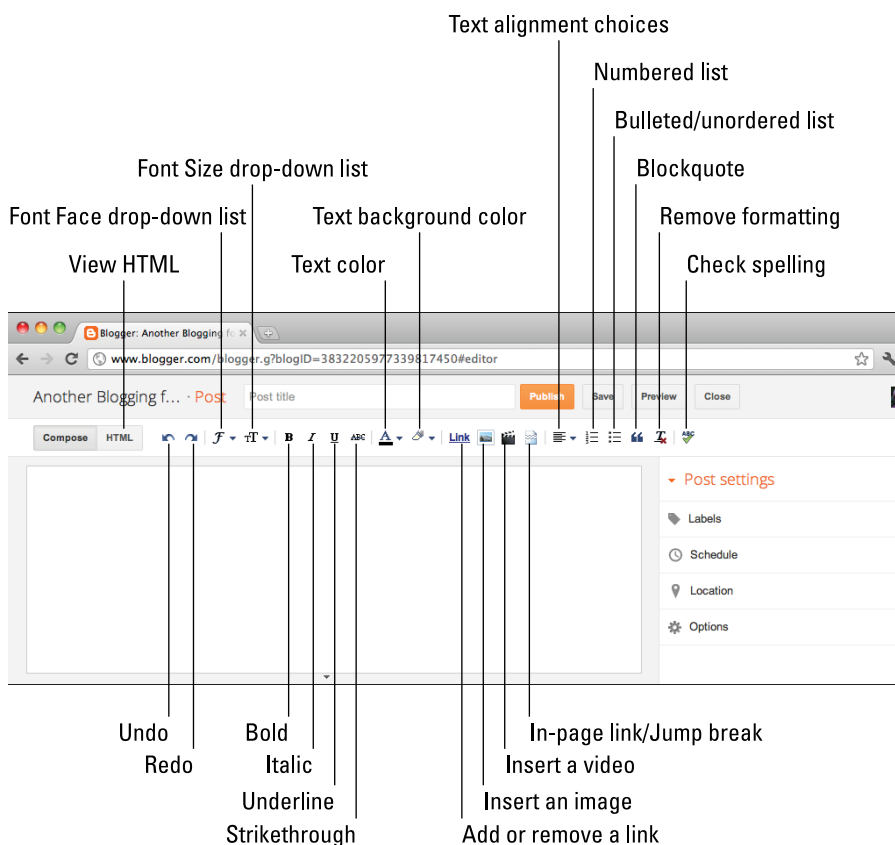 Text alignment choices
Numbered list
Bulleted/unordered list
Font Size drop-down list
Blockquote
Font Face drop-down list
Text background color
Remove formatting
View HTML
Text color
Check spelling
Blogger: Another Blogging fo
www.blogger.com/blogger.g?blogID=3832205977339817450#editor
Another Blogging f... · Post
Post title
Publish
Save
Preview
Close
Compose
HTML
F
TT
B
I
U
ABC
A
Link
T
ABC
Post settings
Labels
Schedule
Location
Options
Undo
Bold
In-page link/Jump break
Redo
Italic
Insert a video
Underline
Insert an image
Strikethrough
Add or remove a link